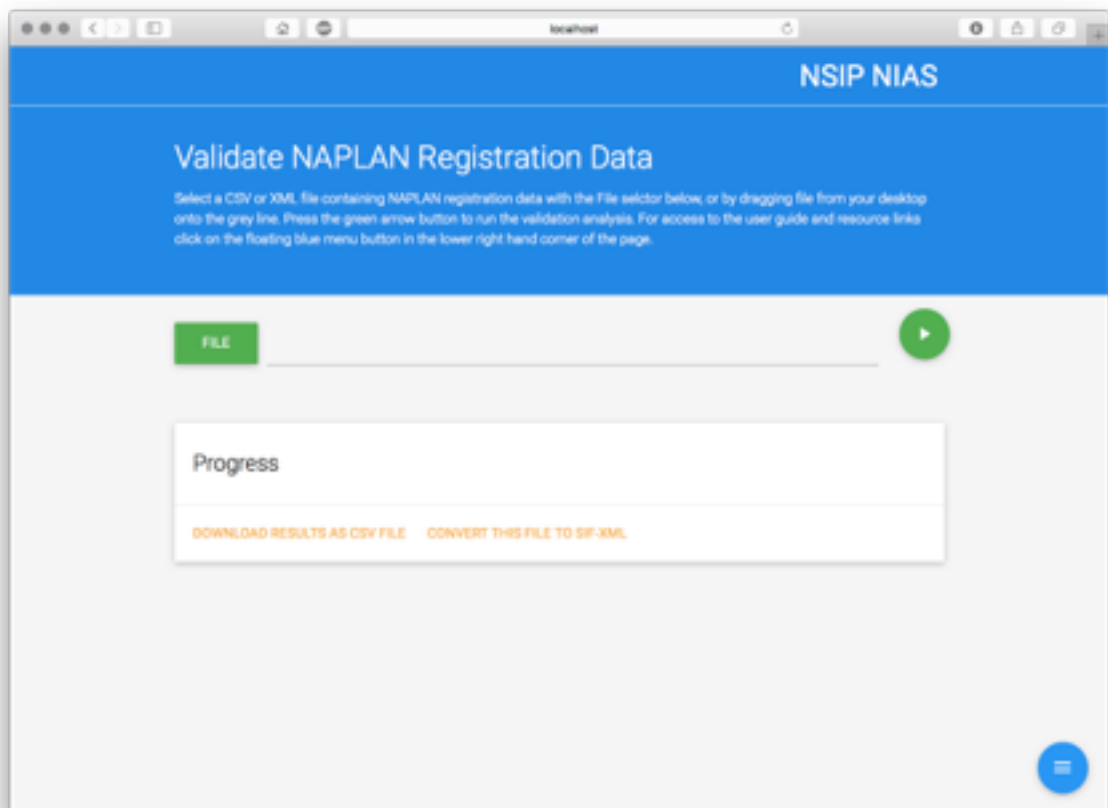 localhost
NSIP NIAS
Validate NAPLAN Registration Data
Select a CSV or XML file containing NAPLAN registration data with the File selctor below, or by dragging file from your desktop
onto the grey line. Press the green arrow button to run the validation analysis. For access to the user guide and resource links
click on the floating blue menu button in the lower right hand corner of the page.
FILE
Progress
DOWNLOAD RESULTS AS CSV FILE CONVERT THIS FILE TO SIF-XML